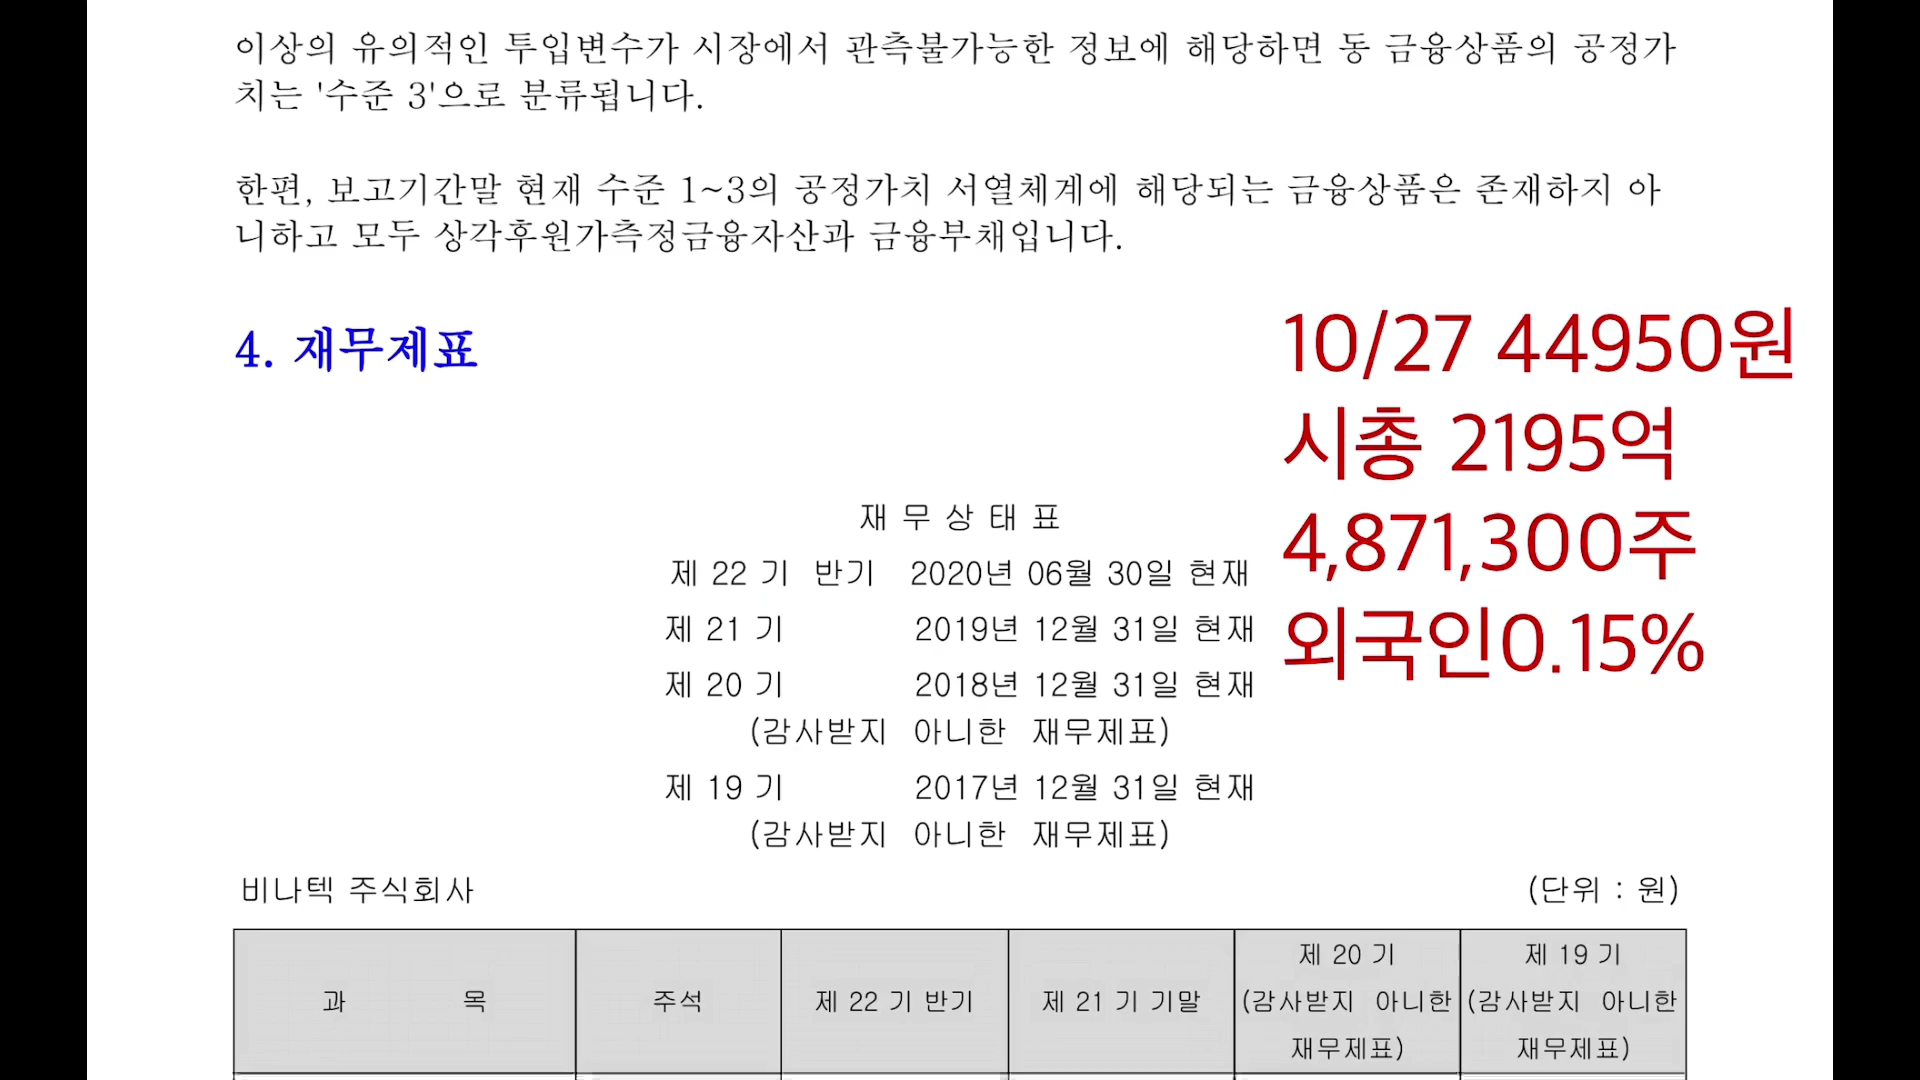 이상의 유의적인 투입변수가 시장에서 관측불가능한 정보에 해당하면 동 금융상품의 공정가
치는 '수준 3'으로 분류됩니다.
한편, 보고기간말 현재 수준 1~3의 공정가치 서열체계에 해당되는 금융상품은 존재하지 아
니하고 모두 상각후원가측정금융자산과 금융부채입니다.
4. 재무제표
10/27 44950원
시총 2195억
4,871,300주
외국인0.15%
재 무 상 태 표
제 22 기 반기 2020년 06월 30일 현재
제 21 기 2019년 12월 31일 현재
제 20 기 2018년 12월 31일 현재
(감사받지 아니한 재무제표)
제 19 기 2017년 12월 31일 현재
(감사받지 아니한 재무제표)
비나텍 주식회사 (단위 : 원)
과 목 주석 제 22 기 반기 제 21 기 기말
제 20 기
(감사받지 아니한
재무제표)
제 19 기
(감사받지 아니한
재무제표)